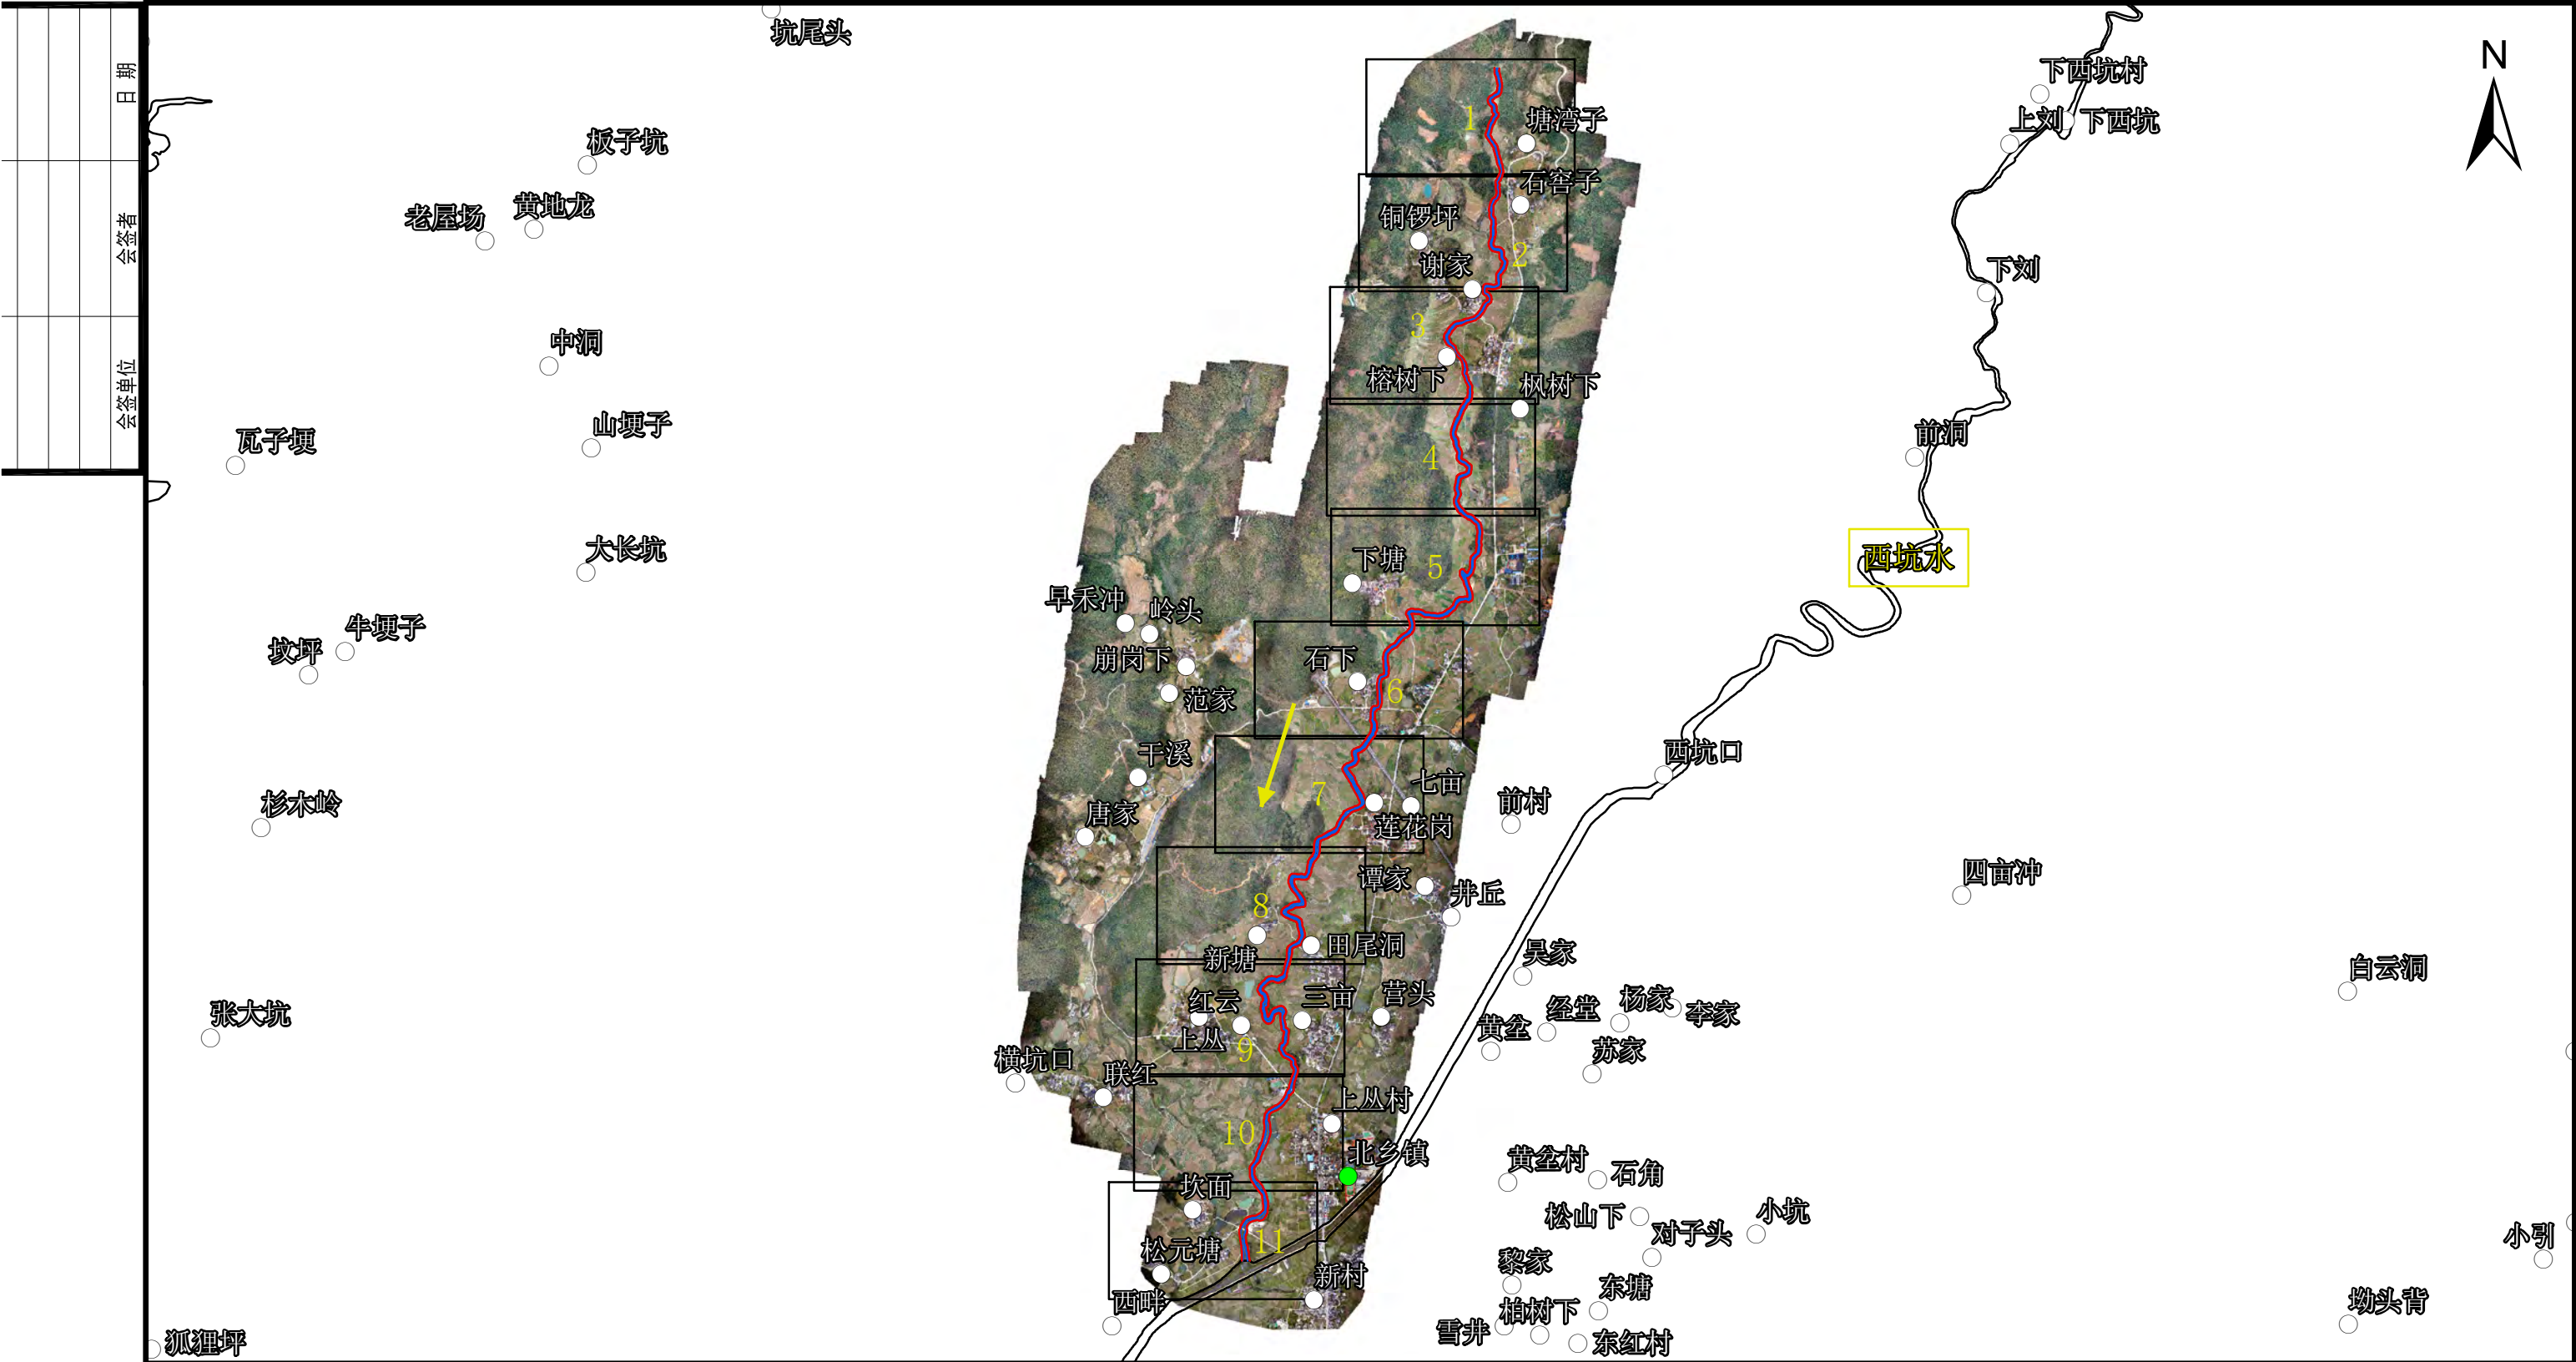 坑尾头
N
日 期
会签者
会签单位
下西坑村
上刘
下西坑
板子坑
1
塘湾子
老屋场
黄地龙
石窖子
铜锣坪
2
谢家
下刘
3
中洞
榕树下
枫树下
瓦子埂
山埂子
前洞
4
大长坑
下塘
5
西坑水
旱禾冲
岭头
坟坪
牛埂子
崩岗下
石下
范家
6
干溪
西坑口
杉木岭
唐家
7
七亩
莲花岗
前村
谭家
井丘
四亩冲
8
新塘
田尾洞
吴家
白云洞
张大坑
红云
三亩
营头
上丛
9
黄岔
经堂
杨家
李家
苏家
横坑口
联红
上丛村
10
北乡镇
黄岔村
石角
坎面
松山下
对子头
小坑
小引
松元塘
11
新村
黎家
西畔
东塘
柏树下
雪井
东红村
坳头背
狐狸坪